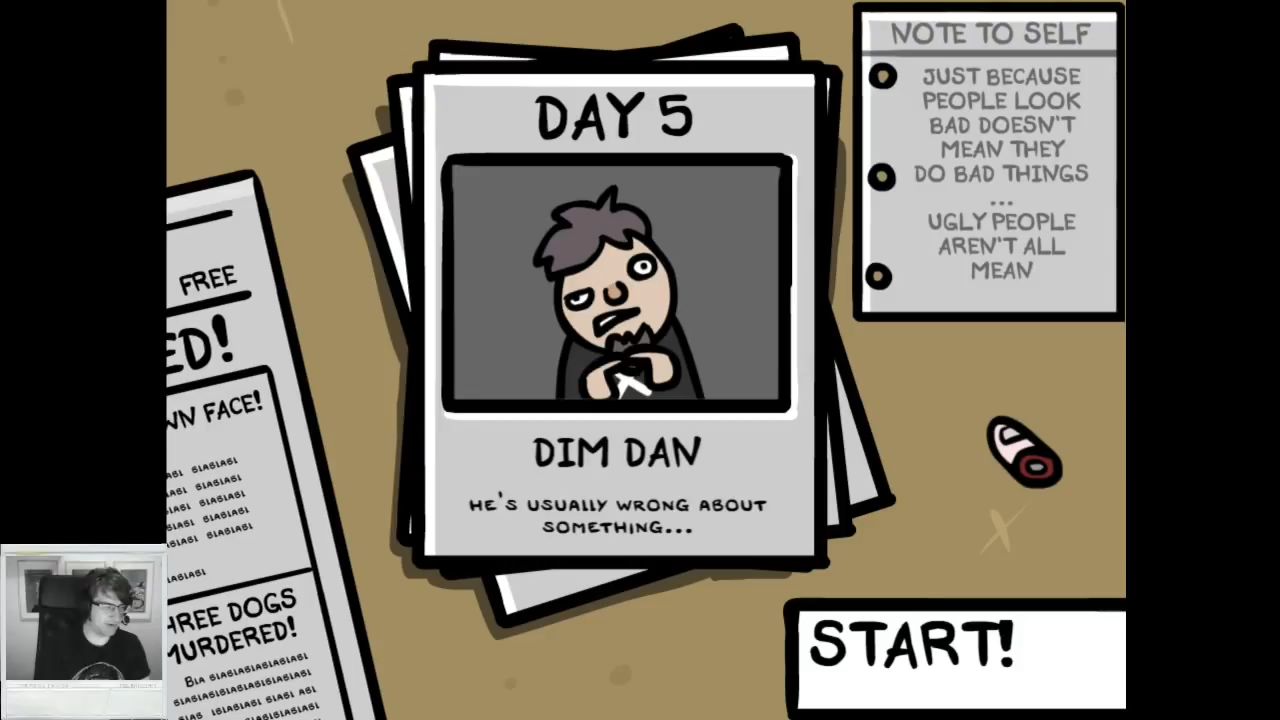 DAY 5
DIM DAN
HE'S USUALLY WRONG ABOUT
SOMETHING...
NOTE TO SELF
JUST BECAUSE
PEOPLE LOOK
BAD DOESN'T
MEAN THEY
DO BAD THINGS
...
UGLY PEOPLE
AREN'T ALL
MEAN
FREE
ED!
WN FACE!
HREE DOGS
MURDERED!
START!